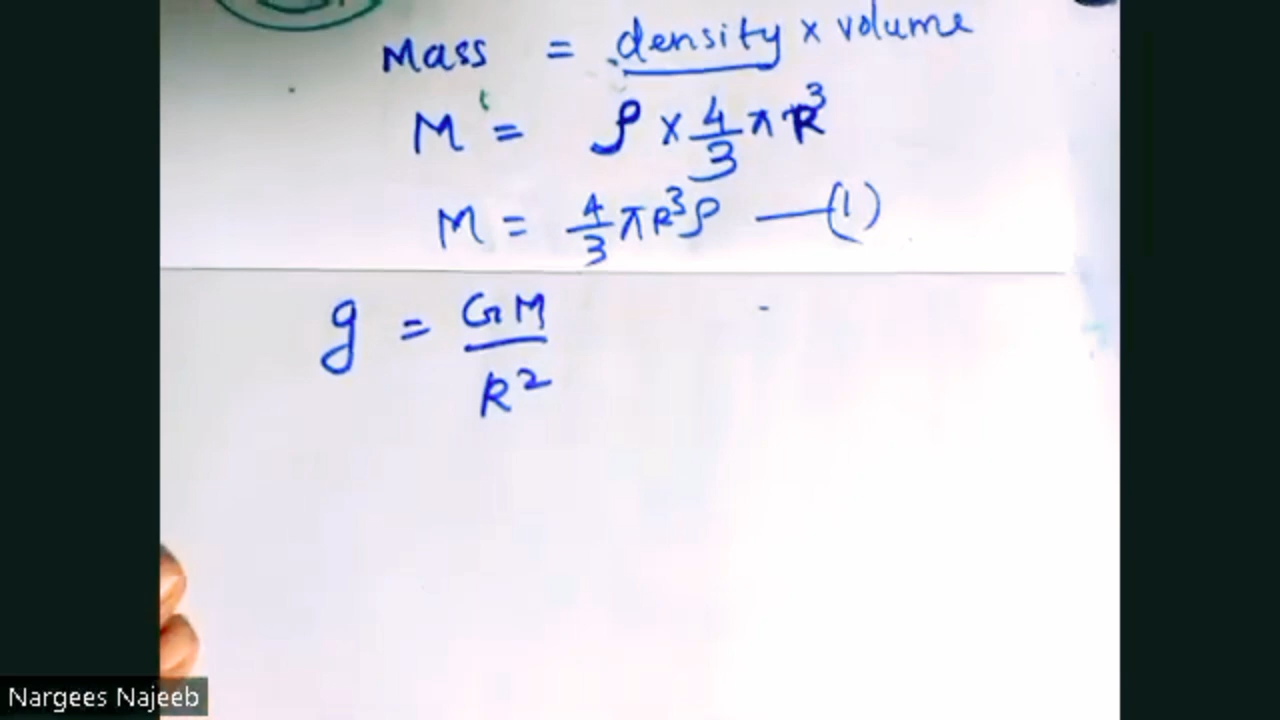 Mass = density × volume
M = ρ × 4/3 π R³
M = 4/3 π R³ ρ —(1)
g = GM/R²
Nargees Najeeb